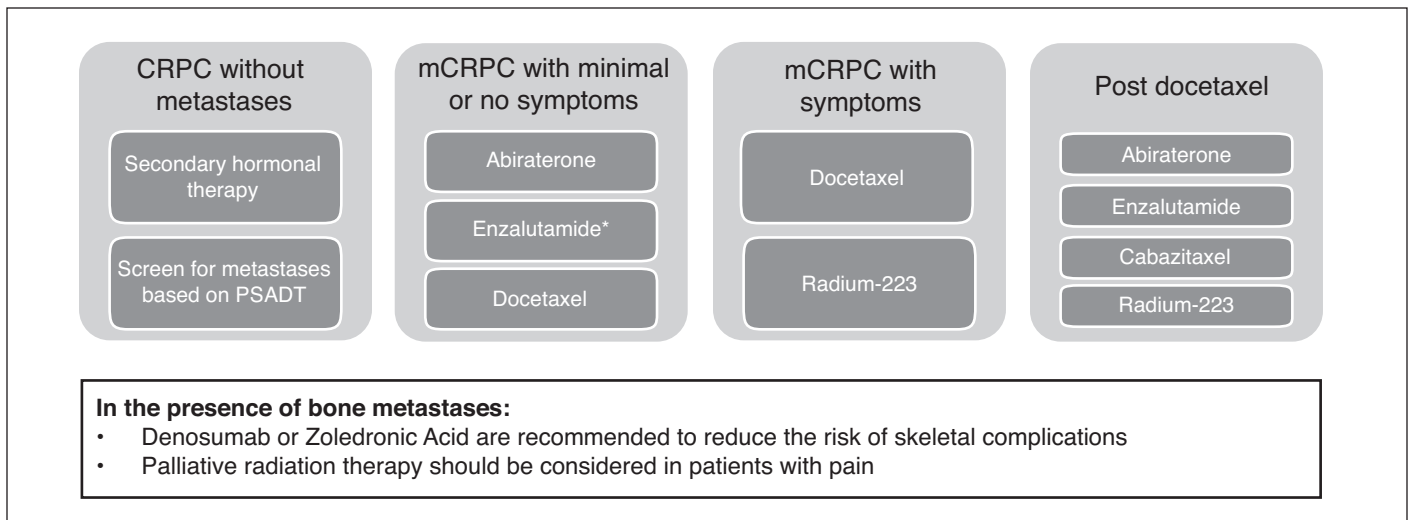 CRPC without
metastases
Secondary hormonal
therapy
Screen for metastases
based on PSADT
mCRPC with minimal
or no symptoms
Abiraterone
Enzalutamide*
Docetaxel
mCRPC with
symptoms
Docetaxel
Radium-223
Post docetaxel
Abiraterone
Enzalutamide
Cabazitaxel
Radium-223
In the presence of bone metastases:
• Denosumab or Zoledronic Acid are recommended to reduce the risk of skeletal complications
• Palliative radiation therapy should be considered in patients with pain